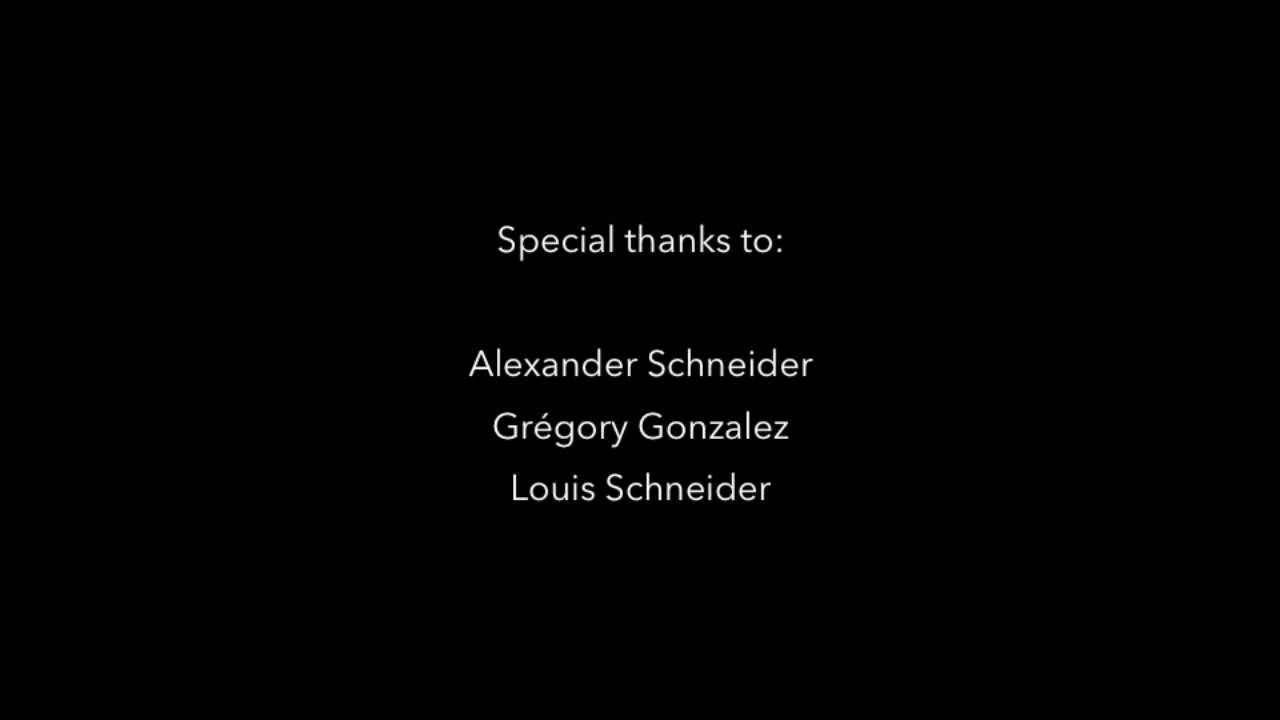 Special thanks to:
Alexander Schneider
Grégory Gonzalez
Louis Schneider